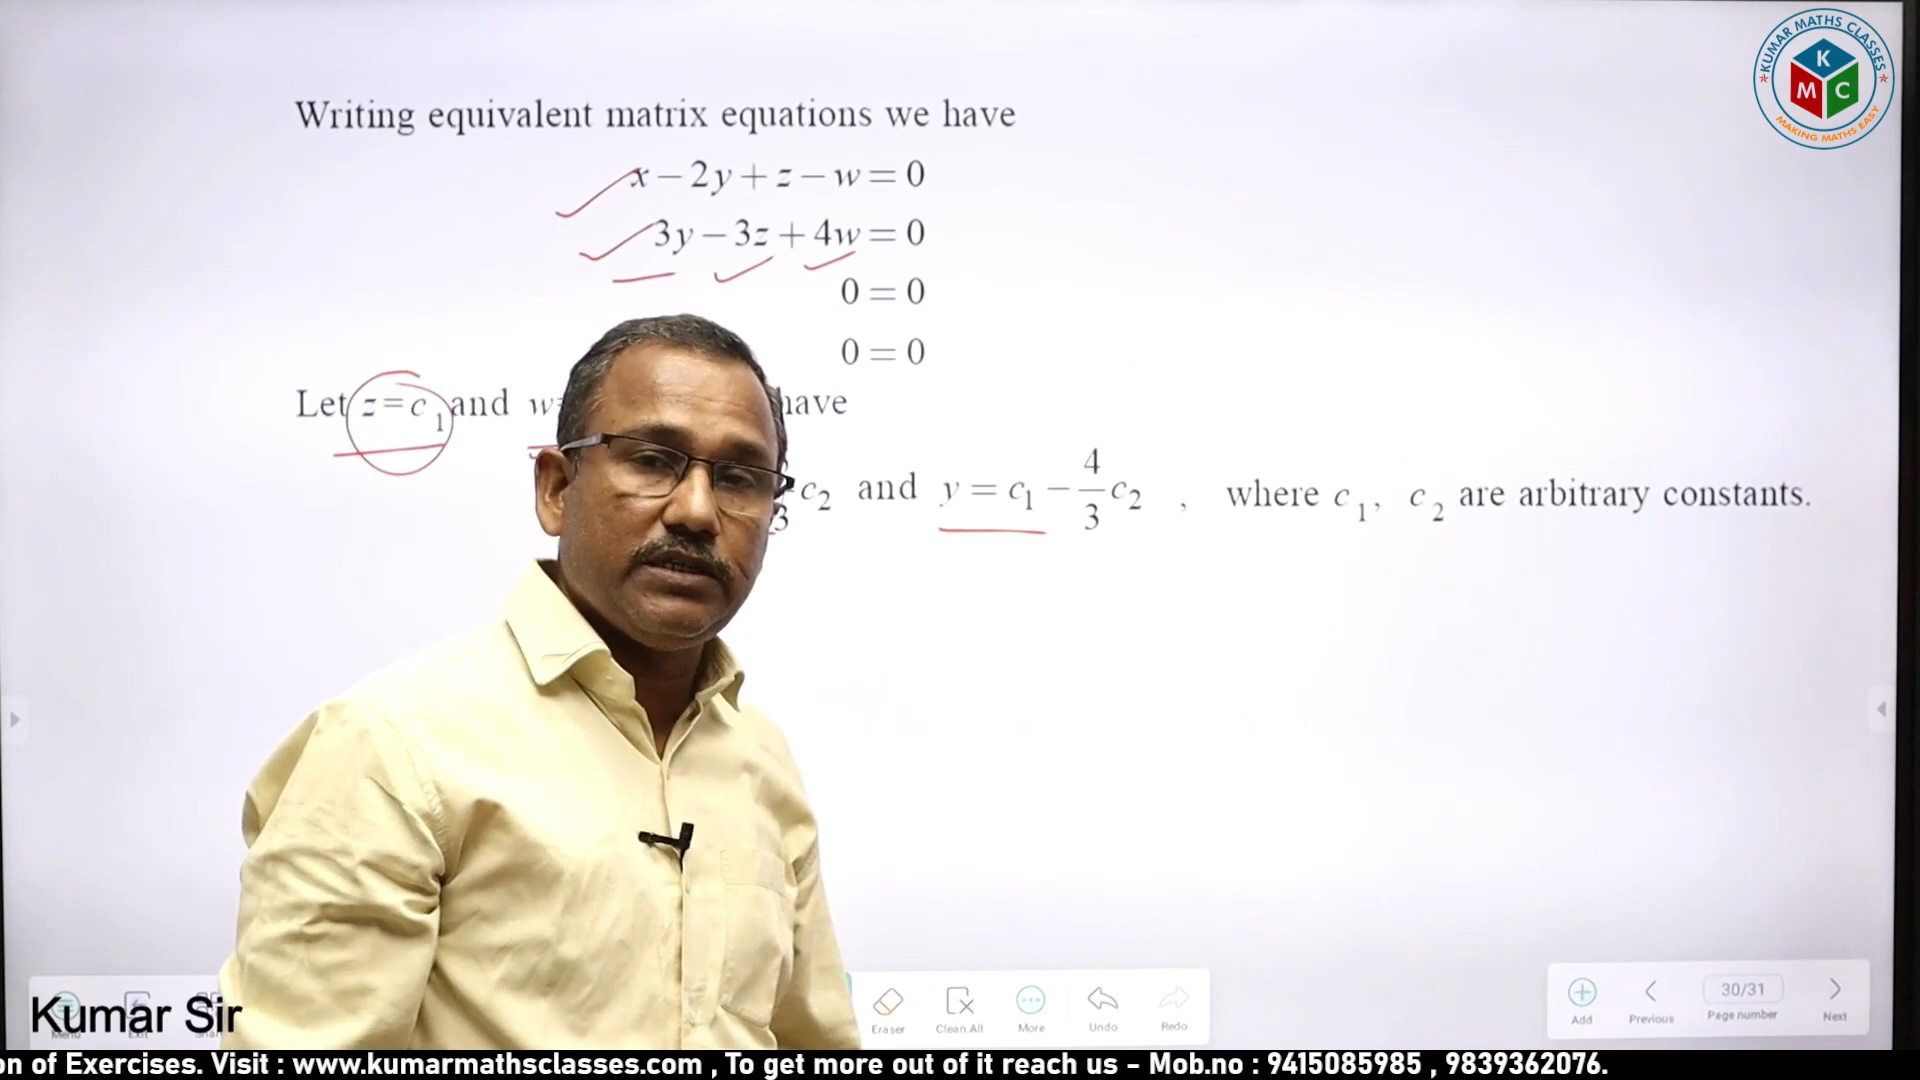 KUMAR MATHS CLASSES
K
M C
MAKING MATHS EASY
Writing equivalent matrix equations we have
x − 2y + z − w = 0
3y − 3z + 4w = 0
0 = 0
0 = 0
Let z = c₁ and w have
3 c₂ and y = c₁ − 4/3 c₂ , where c₁, c₂ are arbitrary constants.
Eraser Clean All More Undo Redo
Add Previous 30/31 Page number Next
Kumar Sir
on of Exercises. Visit : www.kumarmathsclasses.com , To get more out of it reach us – Mob.no : 9415085985 , 9839362076.